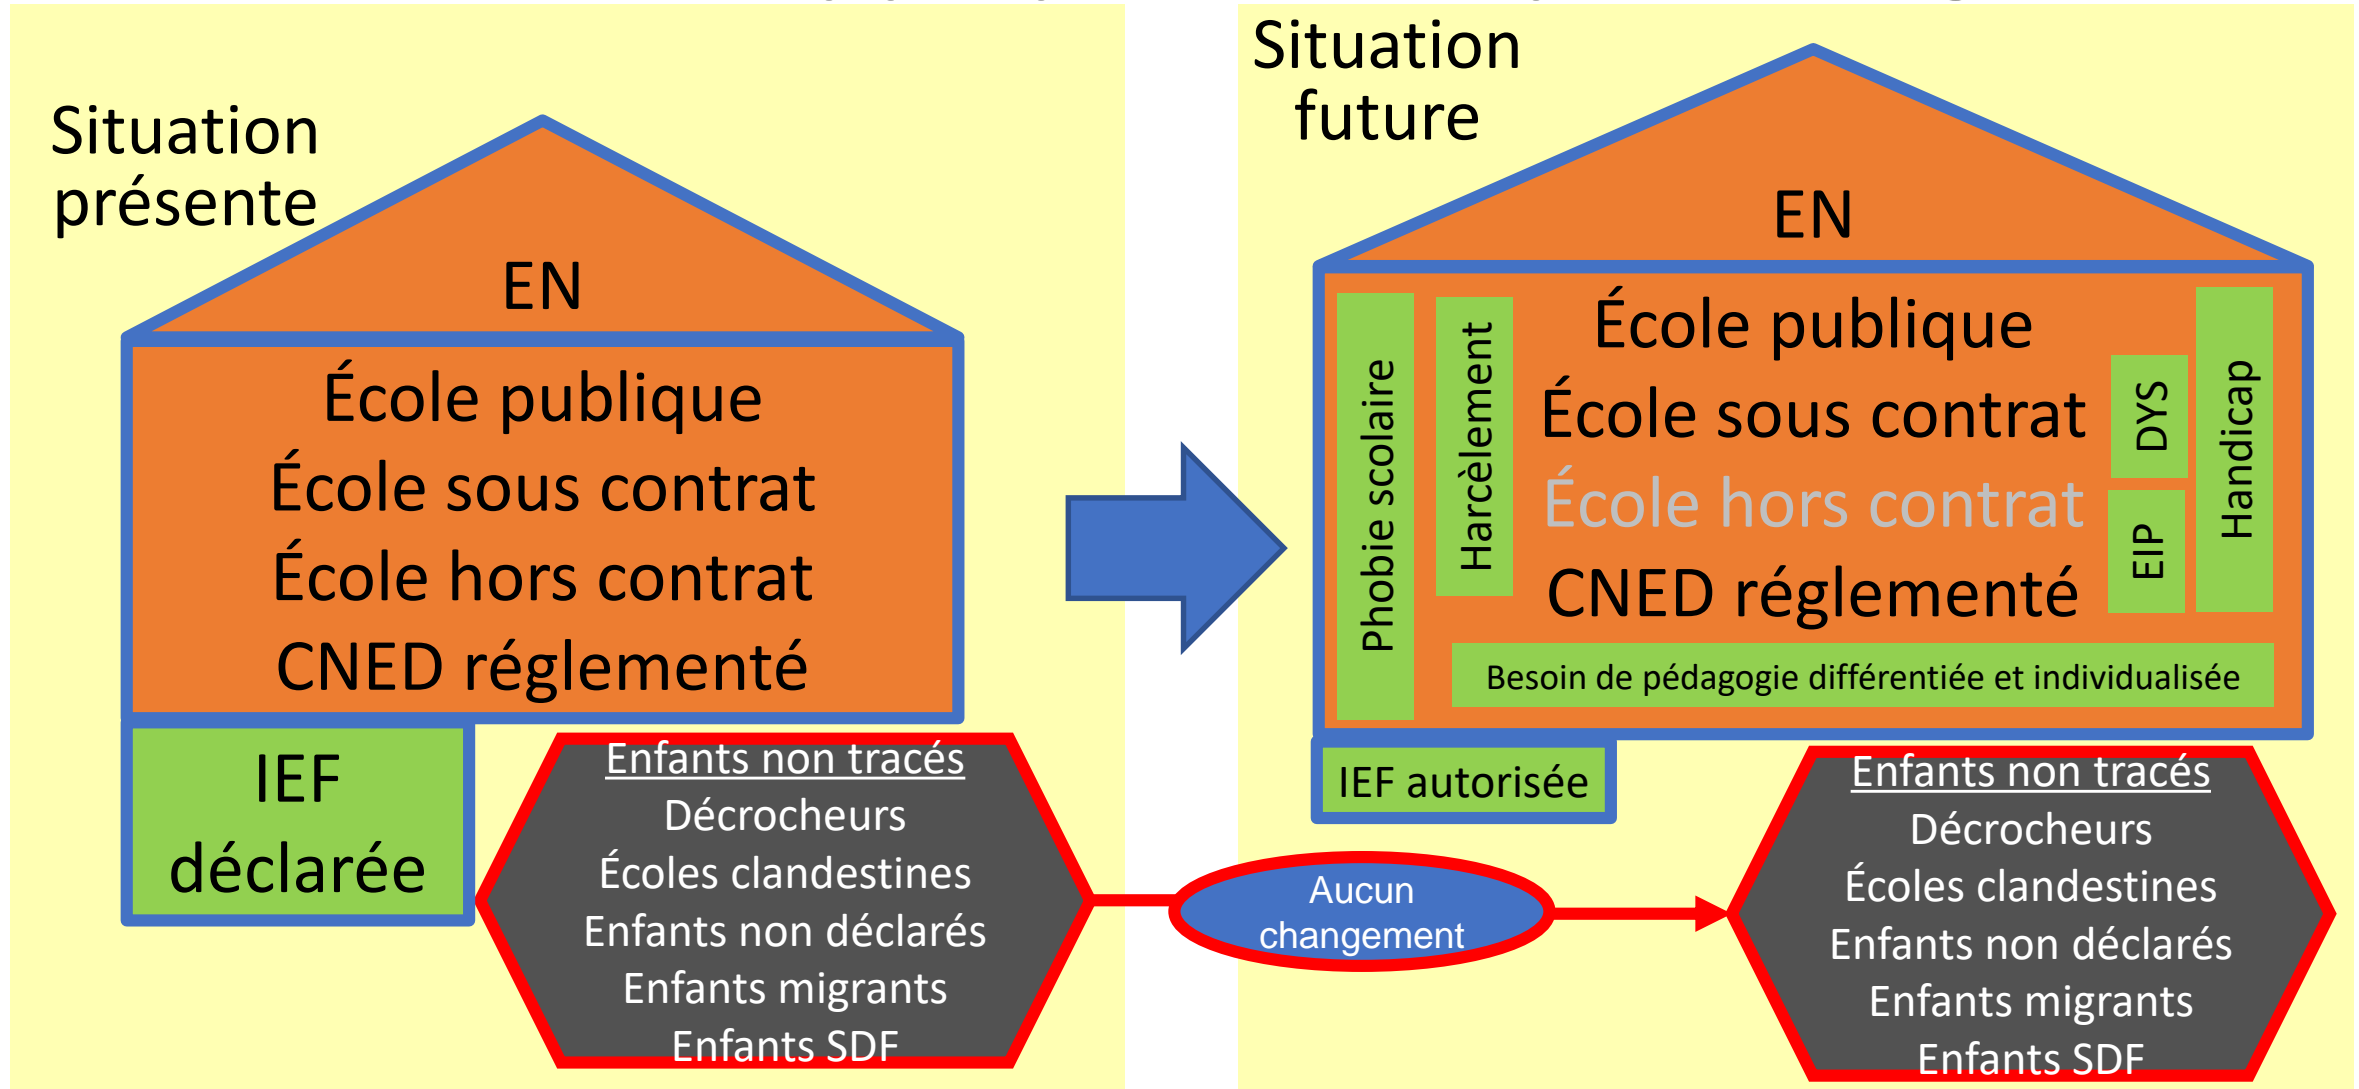 Situation
présente
EN
École publique
École sous contrat
École hors contrat
CNED réglementé
IEF
déclarée
Enfants non tracés
Décrocheurs
Écoles clandestines
Enfants non déclarés
Enfants migrants
Enfants SDF
Aucun
changement
Situation
future
EN
Phobie scolaire
Harcèlement
École publique
École sous contrat
École hors contrat
CNED réglementé
DYS
EIP
Handicap
Besoin de pédagogie différentiée et individualisée
IEF autorisée
Enfants non tracés
Décrocheurs
Écoles clandestines
Enfants non déclarés
Enfants migrants
Enfants SDF